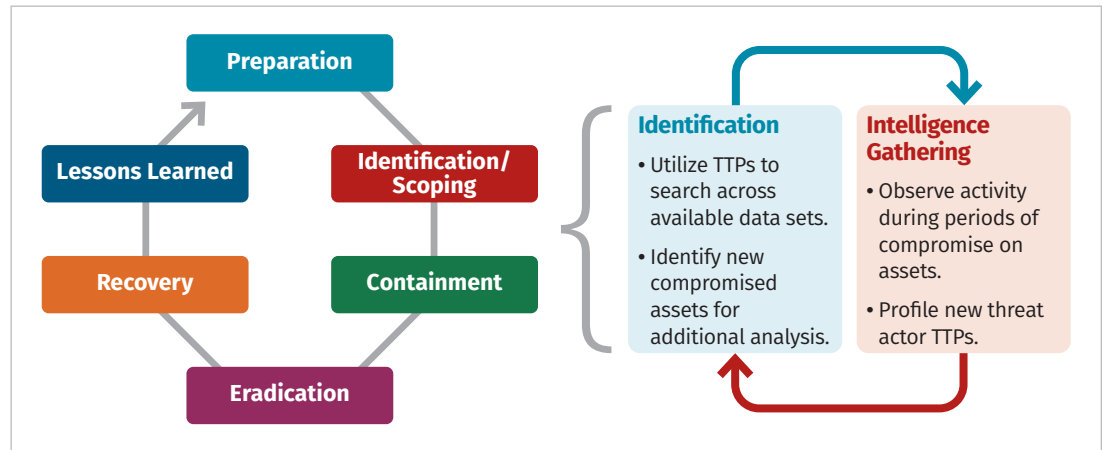 Preparation
Identification/
Scoping
Containment
Eradication
Recovery
Lessons Learned
Identification
• Utilize TTPs to
search across
available data sets.
• Identify new
compromised
assets for
additional analysis.
Intelligence
Gathering
• Observe activity
during periods of
compromise on
assets.
• Profile new threat
actor TTPs.